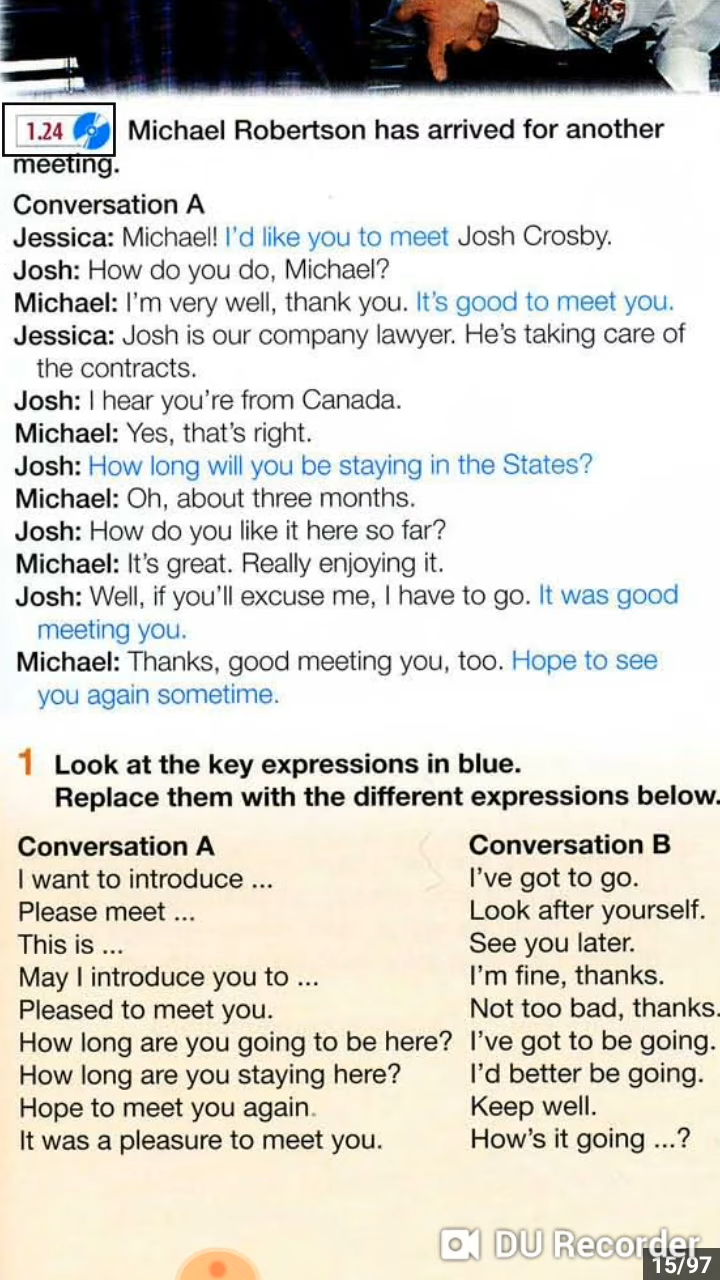 1.24 Michael Robertson has arrived for another
meeting.
Conversation A
Jessica: Michael! I'd like you to meet Josh Crosby.
Josh: How do you do, Michael?
Michael: I'm very well, thank you. It's good to meet you.
Jessica: Josh is our company lawyer. He's taking care of
the contracts.
Josh: I hear you're from Canada.
Michael: Yes, that's right.
Josh: How long will you be staying in the States?
Michael: Oh, about three months.
Josh: How do you like it here so far?
Michael: It's great. Really enjoying it.
Josh: Well, if you'll excuse me, I have to go. It was good
meeting you.
Michael: Thanks, good meeting you, too. Hope to see
you again sometime.
1 Look at the key expressions in blue.
Replace them with the different expressions below.
Conversation A
I want to introduce ...
Please meet ...
This is ...
May I introduce you to ...
Pleased to meet you.
How long are you going to be here?
How long are you staying here?
Hope to meet you again.
It was a pleasure to meet you.
Conversation B
I've got to go.
Look after yourself.
See you later.
I'm fine, thanks.
Not too bad, thanks.
I've got to be going.
I'd better be going.
Keep well.
How's it going ...?
DU Recorder
15/97